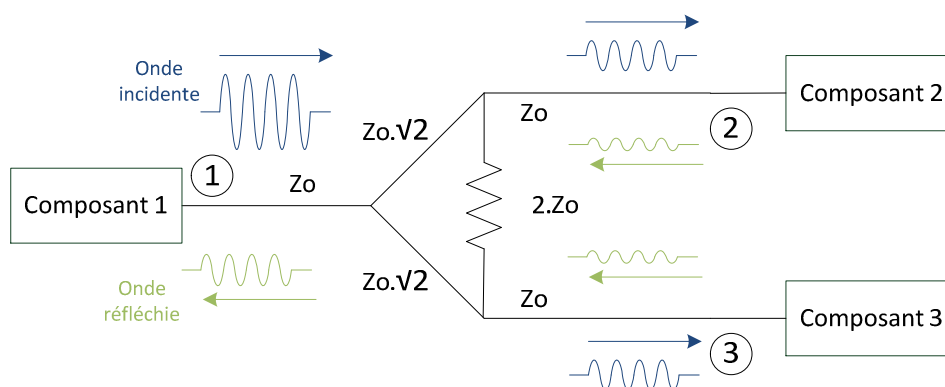 Onde
incidente
1
Composant 1
Zo
Onde
réfléchie
Zo.√2
Zo.√2
2.Zo
Zo
2
Composant 2
Zo
3
Composant 3